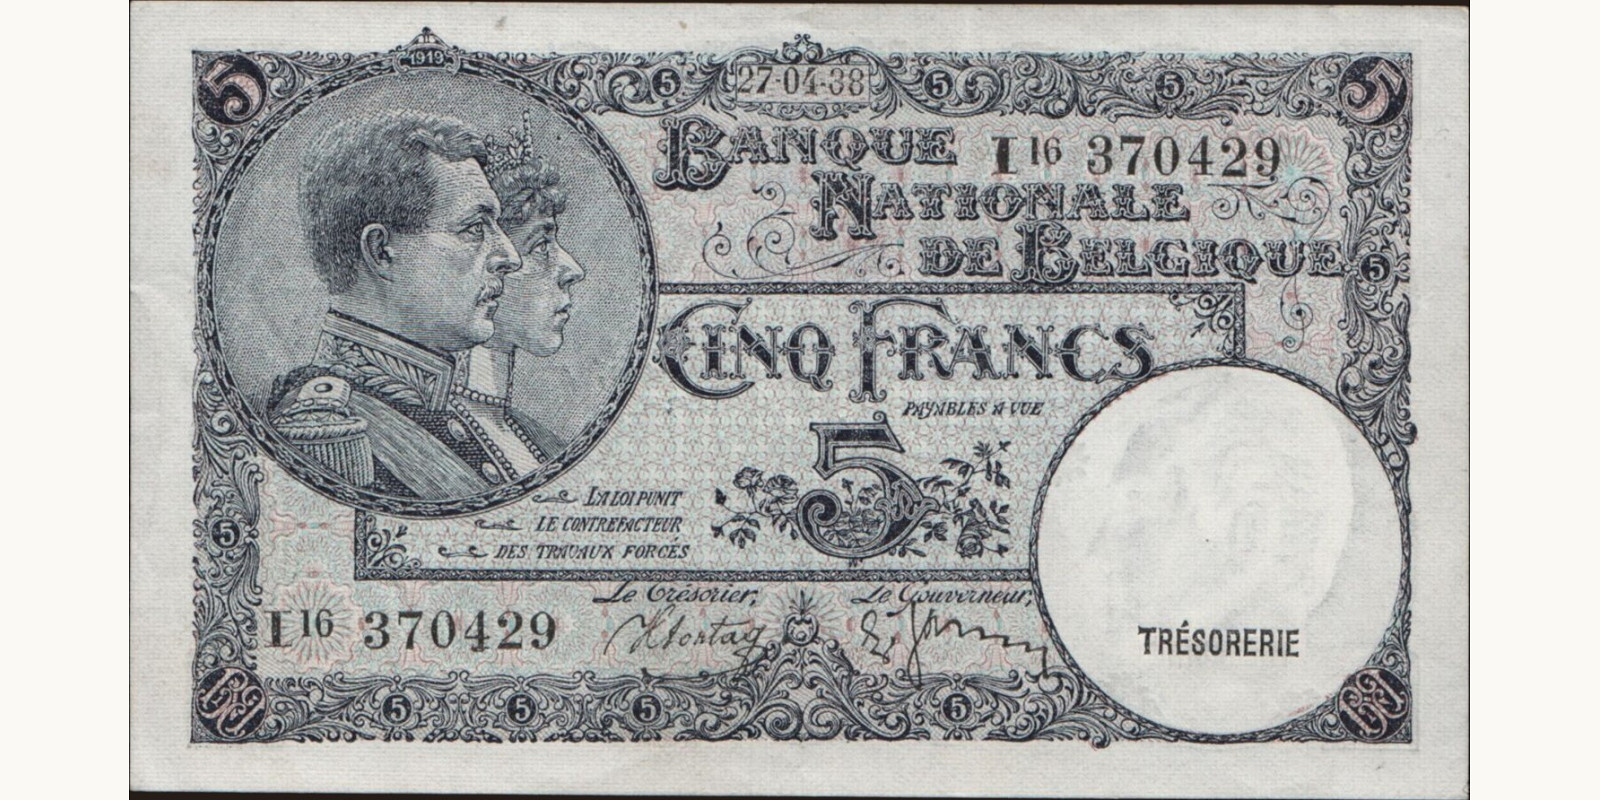 1919
5
5
27-04-38
5
5
5
BANQUE
I16 370429
NATIONALE
DE BELGIQUE
5
CINQ FRANCS
PAYABLES A VUE
5
LA LOI PUNIT
LE CONTREFACTEUR
DES TRAVAUX FORCÉS
5
Le Trésorier,
Le Gouverneur,
I16 370429
TRÉSORERIE
5
5
5
5